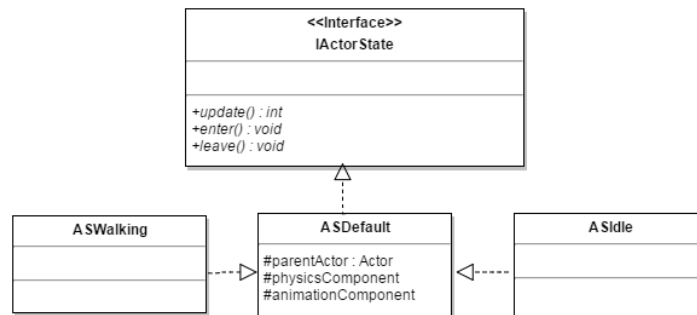 <<Interface>>
IActorState
+update() : int
+enter() : void
+leave() : void
ASWalking
ASDefault
ASIdle
#parentActor : Actor
#physicsComponent
#animationComponent